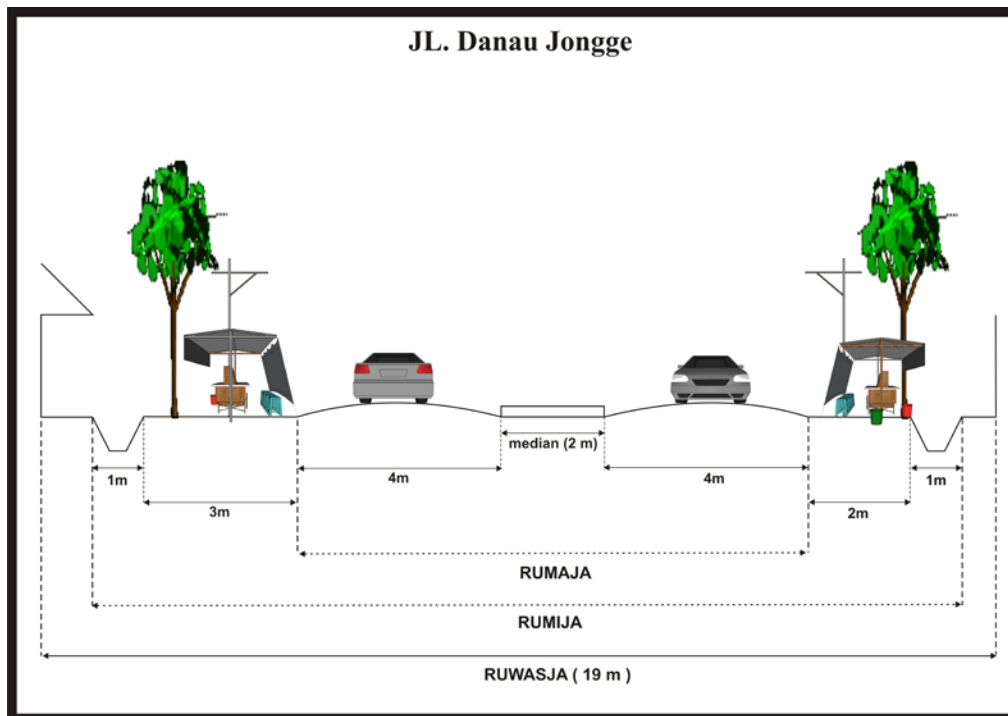 JL. Danau Jongge
median (2 m)
1m
4m
4m
1m
3m
2m
RUMAJA
RUMIJA
RUWASJA ( 19 m )